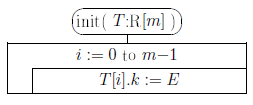 init( T:R[m] )
i := 0 to m−1
T[i].k := E